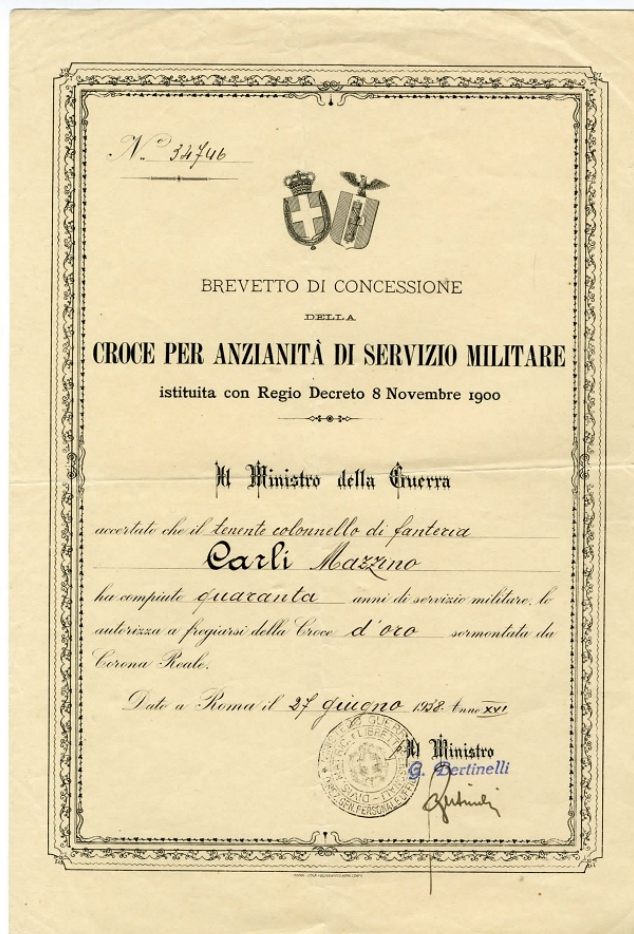 N.º 34746
BREVETTO DI CONCESSIONE
DELLA
CROCE PER ANZIANITÀ DI SERVIZIO MILITARE
istituita con Regio Decreto 8 Novembre 1900
Il Ministro della Guerra
accertato che il tenente colonnello di fanteria
Carli Mazzino
ha compiuto quaranta anni di servizio militare, lo
autorizza a fregiarsi della Croce d'oro sormontata da
Corona Reale.
Dato a Roma il 27 giugno 1938 - Anno XVI
Il Ministro
G. Bertinelli